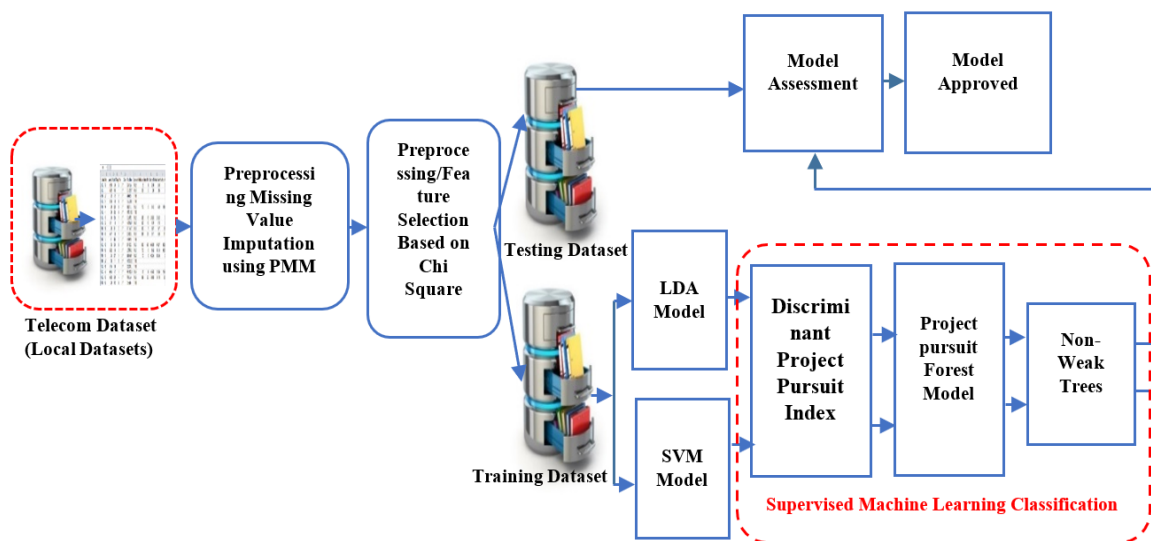 Telecom Dataset
(Local Datasets)
Preprocessi
ng Missing
Value
Imputation
using PMM
Preproce
ssing/Fea
ture
Selection
Based on
Chi
Square
Testing Dataset
Training Dataset
Model
Assessment
Model
Approved
LDA
Model
SVM
Model
Discrimi
nant
Project
Pursuit
Index
Project
pursuit
Forest
Model
Non-
Weak
Trees
Supervised Machine Learning Classification